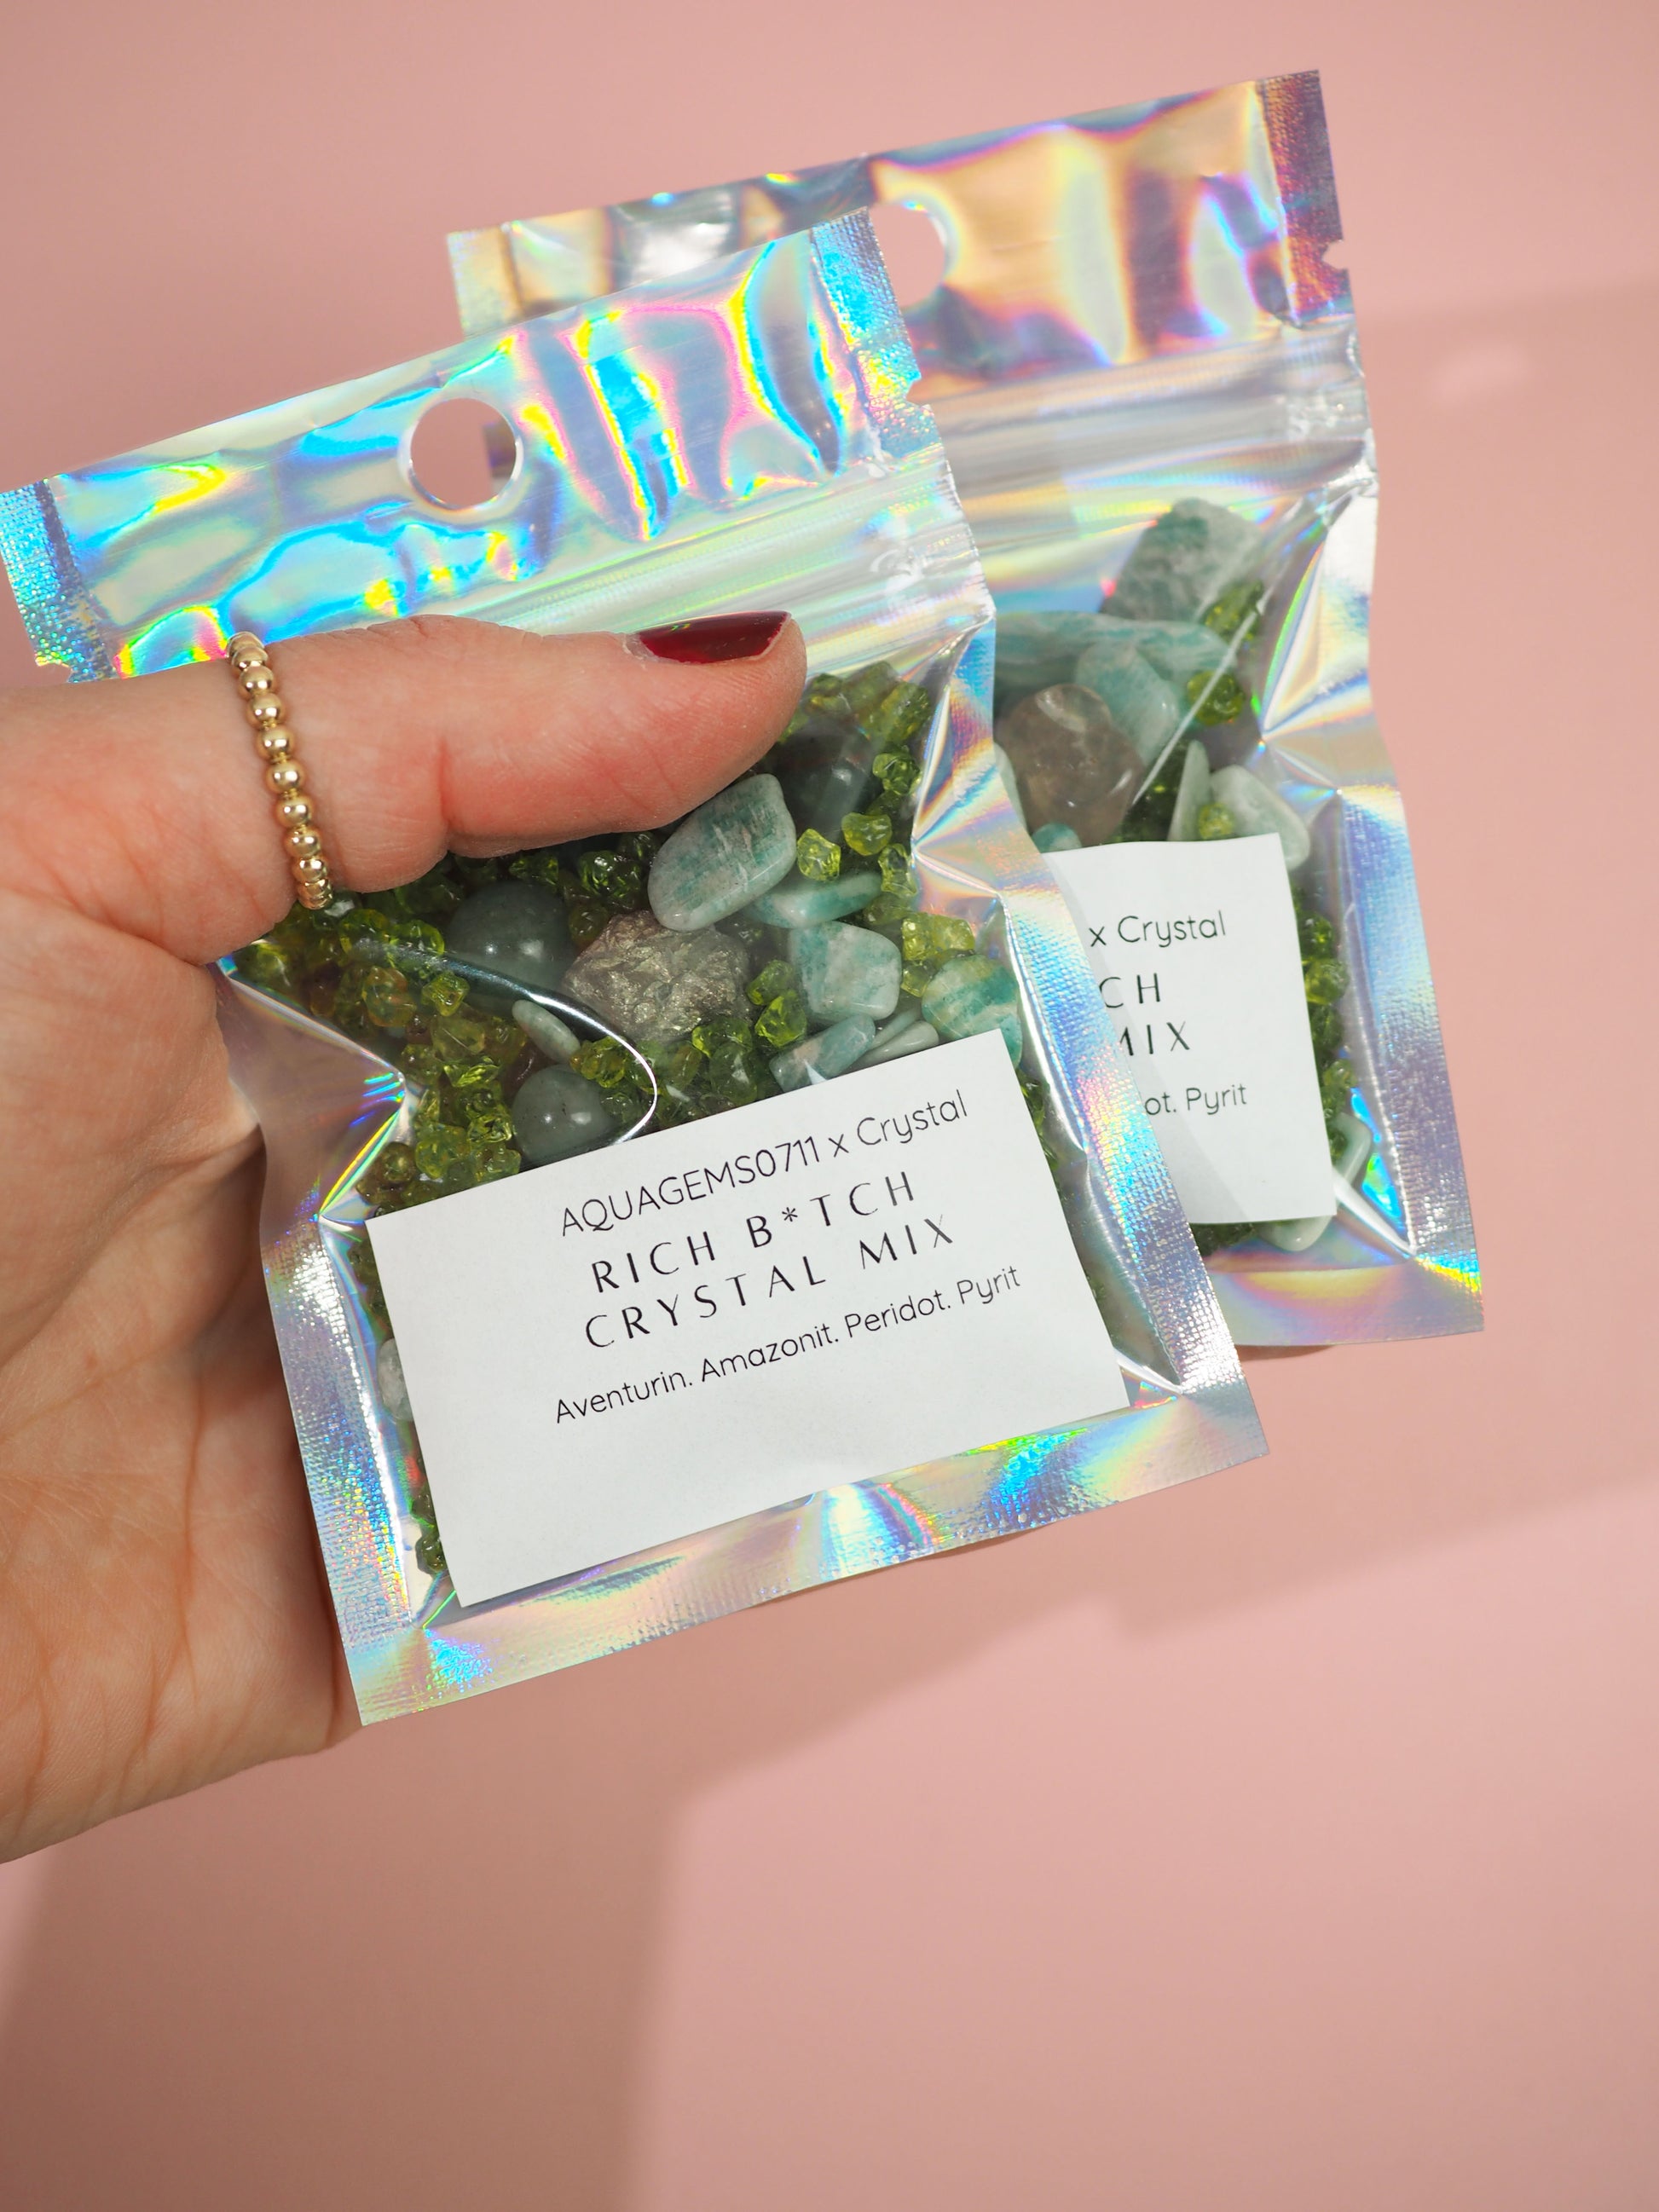 AQUAGEMS0711 x Crystal
RICH B*TCH
CRYSTAL MIX
Aventurin. Amazonit. Peridot. Pyrit
x Crystal
CH
MIX
ot. Pyrit